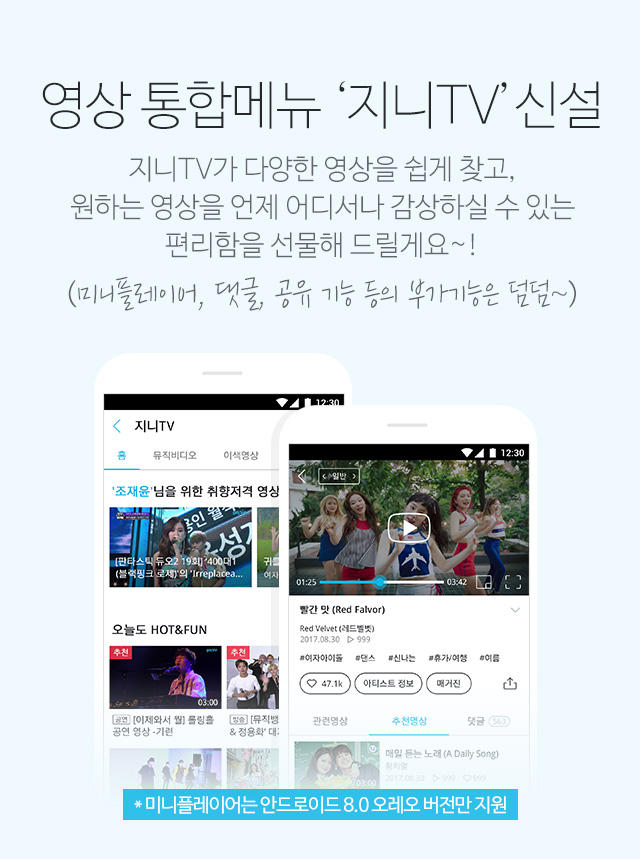 영상 통합메뉴 ‘지니TV’ 신설
지니TV가 다양한 영상을 쉽게 찾고,
원하는 영상을 언제 어디서나 감상하실 수 있는
편리함을 선물해 드릴게요~!
(미니플레이어, 댓글, 공유 기능 등의 부가기능은 덤덤~)
12:30
지니TV
홈 뮤직비디오 이색영상
'조재윤'님을 위한 취향저격 영상
[판타스틱 듀오2 19회] '400대1
(블랙핑크 로제)'의 'Irreplacea...
귀를
여자
오늘도 HOT&FUN
추천
03:00
추천
공연 [이제와서 뭘] 롤링홀
공연 영상 -기련
방송 [뮤직뱅
& 정용화' 대기
12:30
일반
01:25
03:42
빨간 맛 (Red Falvor)
Red Velvet (레드벨벳)
2017.08.30 ▷ 999
#여자아이돌 #댄스 #신나는 #휴가/여행 #여름
47.1k 아티스트 정보 매거진
관련영상 추천영상 댓글 563
매일 듣는 노래 (A Daily Song)
황치열
2017.08.30 ▷ 999 ♡999
03:00
* 미니플레이어는 안드로이드 8.0 오레오 버전만 지원